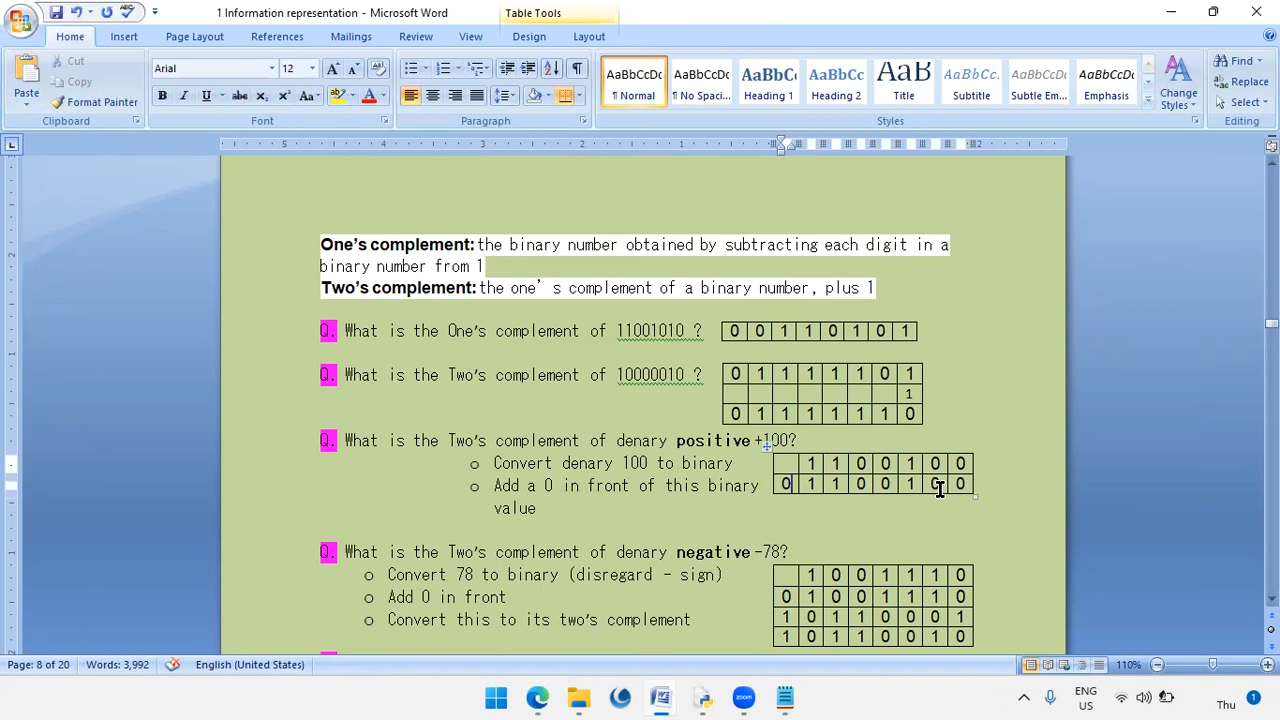 1 Information representation - Microsoft Word
Table Tools
Home Insert Page Layout References Mailings Review View Design Layout
Paste
Cut
Copy
Format Painter
Clipboard
Arial 12
Font
Paragraph
AaBbCcDc AaBbCcDc AaBbCc AaBbCc AaB AaBbCc. AaBbCcDc AaBbCcDc
¶ Normal ¶ No Spaci... Heading 1 Heading 2 Title Subtitle Subtle Em... Emphasis
Change
Styles
Styles
Find
Replace
Select
Editing
5 4 3 2 1 2
One's complement: the binary number obtained by subtracting each digit in a
binary number from 1
Two's complement: the one's complement of a binary number, plus 1
Q. What is the One's complement of 11001010 ? 0 0 1 1 0 1 0 1
Q. What is the Two's complement of 10000010 ? 0 1 1 1 1 1 0 1
1
0 1 1 1 1 1 1 0
Q. What is the Two's complement of denary positive +100?
o Convert denary 100 to binary 1 1 0 0 1 0 0
o Add a 0 in front of this binary 0 1 1 0 0 1 0 0
value
Q. What is the Two's complement of denary negative -78?
o Convert 78 to binary (disregard - sign) 1 0 0 1 1 1 0
o Add 0 in front 0 1 0 0 1 1 1 0
o Convert this to its two's complement 1 0 1 1 0 0 0 1
1 0 1 1 0 0 1 0
Page: 8 of 20 Words: 3,992 English (United States) 110%
zoom
ENG
US
Thu
1